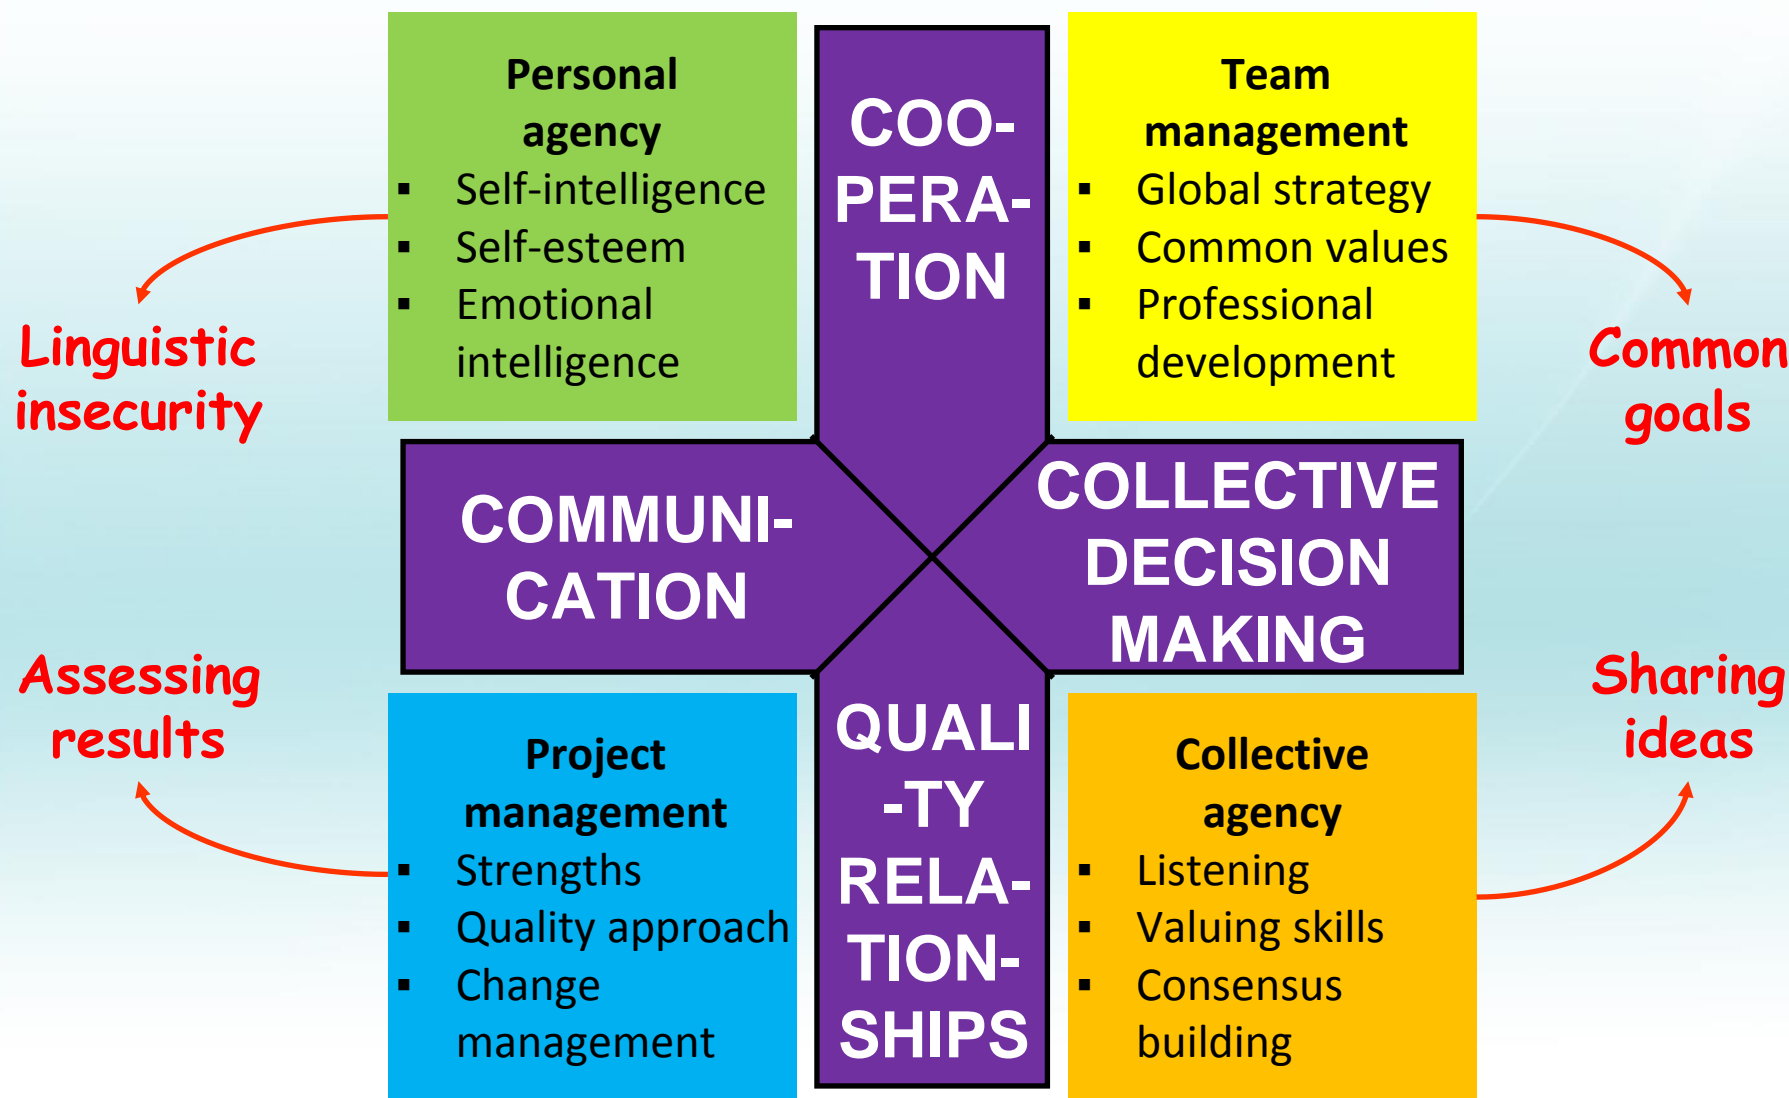 Personal
agency
▪ Self-intelligence
▪ Self-esteem
▪ Emotional
intelligence
COO-
PERA-
TION
Team
management
▪ Global strategy
▪ Common values
▪ Professional
development
Linguistic
insecurity
Common
goals
COMMUNI-
CATION
COLLECTIVE
DECISION
MAKING
Assessing
results
Sharing
ideas
Project
management
▪ Strengths
▪ Quality approach
▪ Change
management
QUALI
-TY
RELA-
TION-
SHIPS
Collective
agency
▪ Listening
▪ Valuing skills
▪ Consensus
building